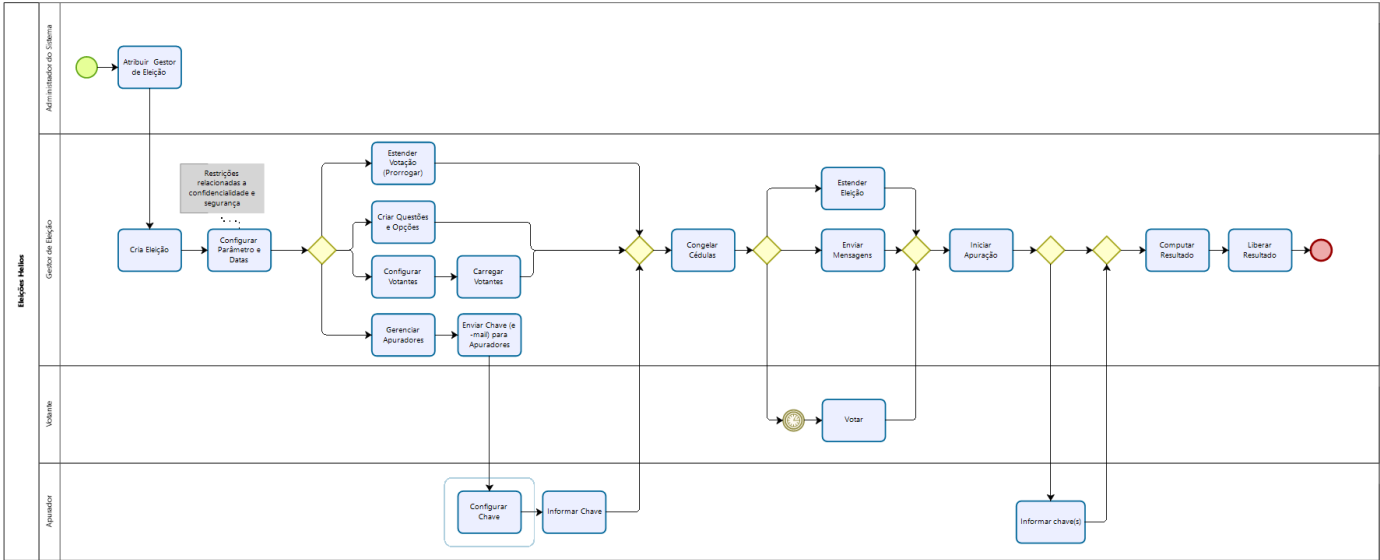 Eleições Helios
Administrador do Sistema
Atribuir Gestor
de Eleição
Gestor de Eleição
Restrições
relacionadas a
confidencialidade e
segurança
Cria Eleição
Configurar
Parâmetro e
Datas
Estender
Votação
(Prorrogar)
Criar Questões
e Opções
Configurar
Votantes
Carregar
Votantes
Gerenciar
Apuradores
Enviar Chave (e
-mail) para
Apuradores
Congelar
Cédulas
Estender
Eleição
Enviar
Mensagens
Iniciar
Apuração
Computar
Resultado
Liberar
Resultado
Votante
Votar
Apurador
Configurar
Chave
Informar Chave
Informar chave(s)